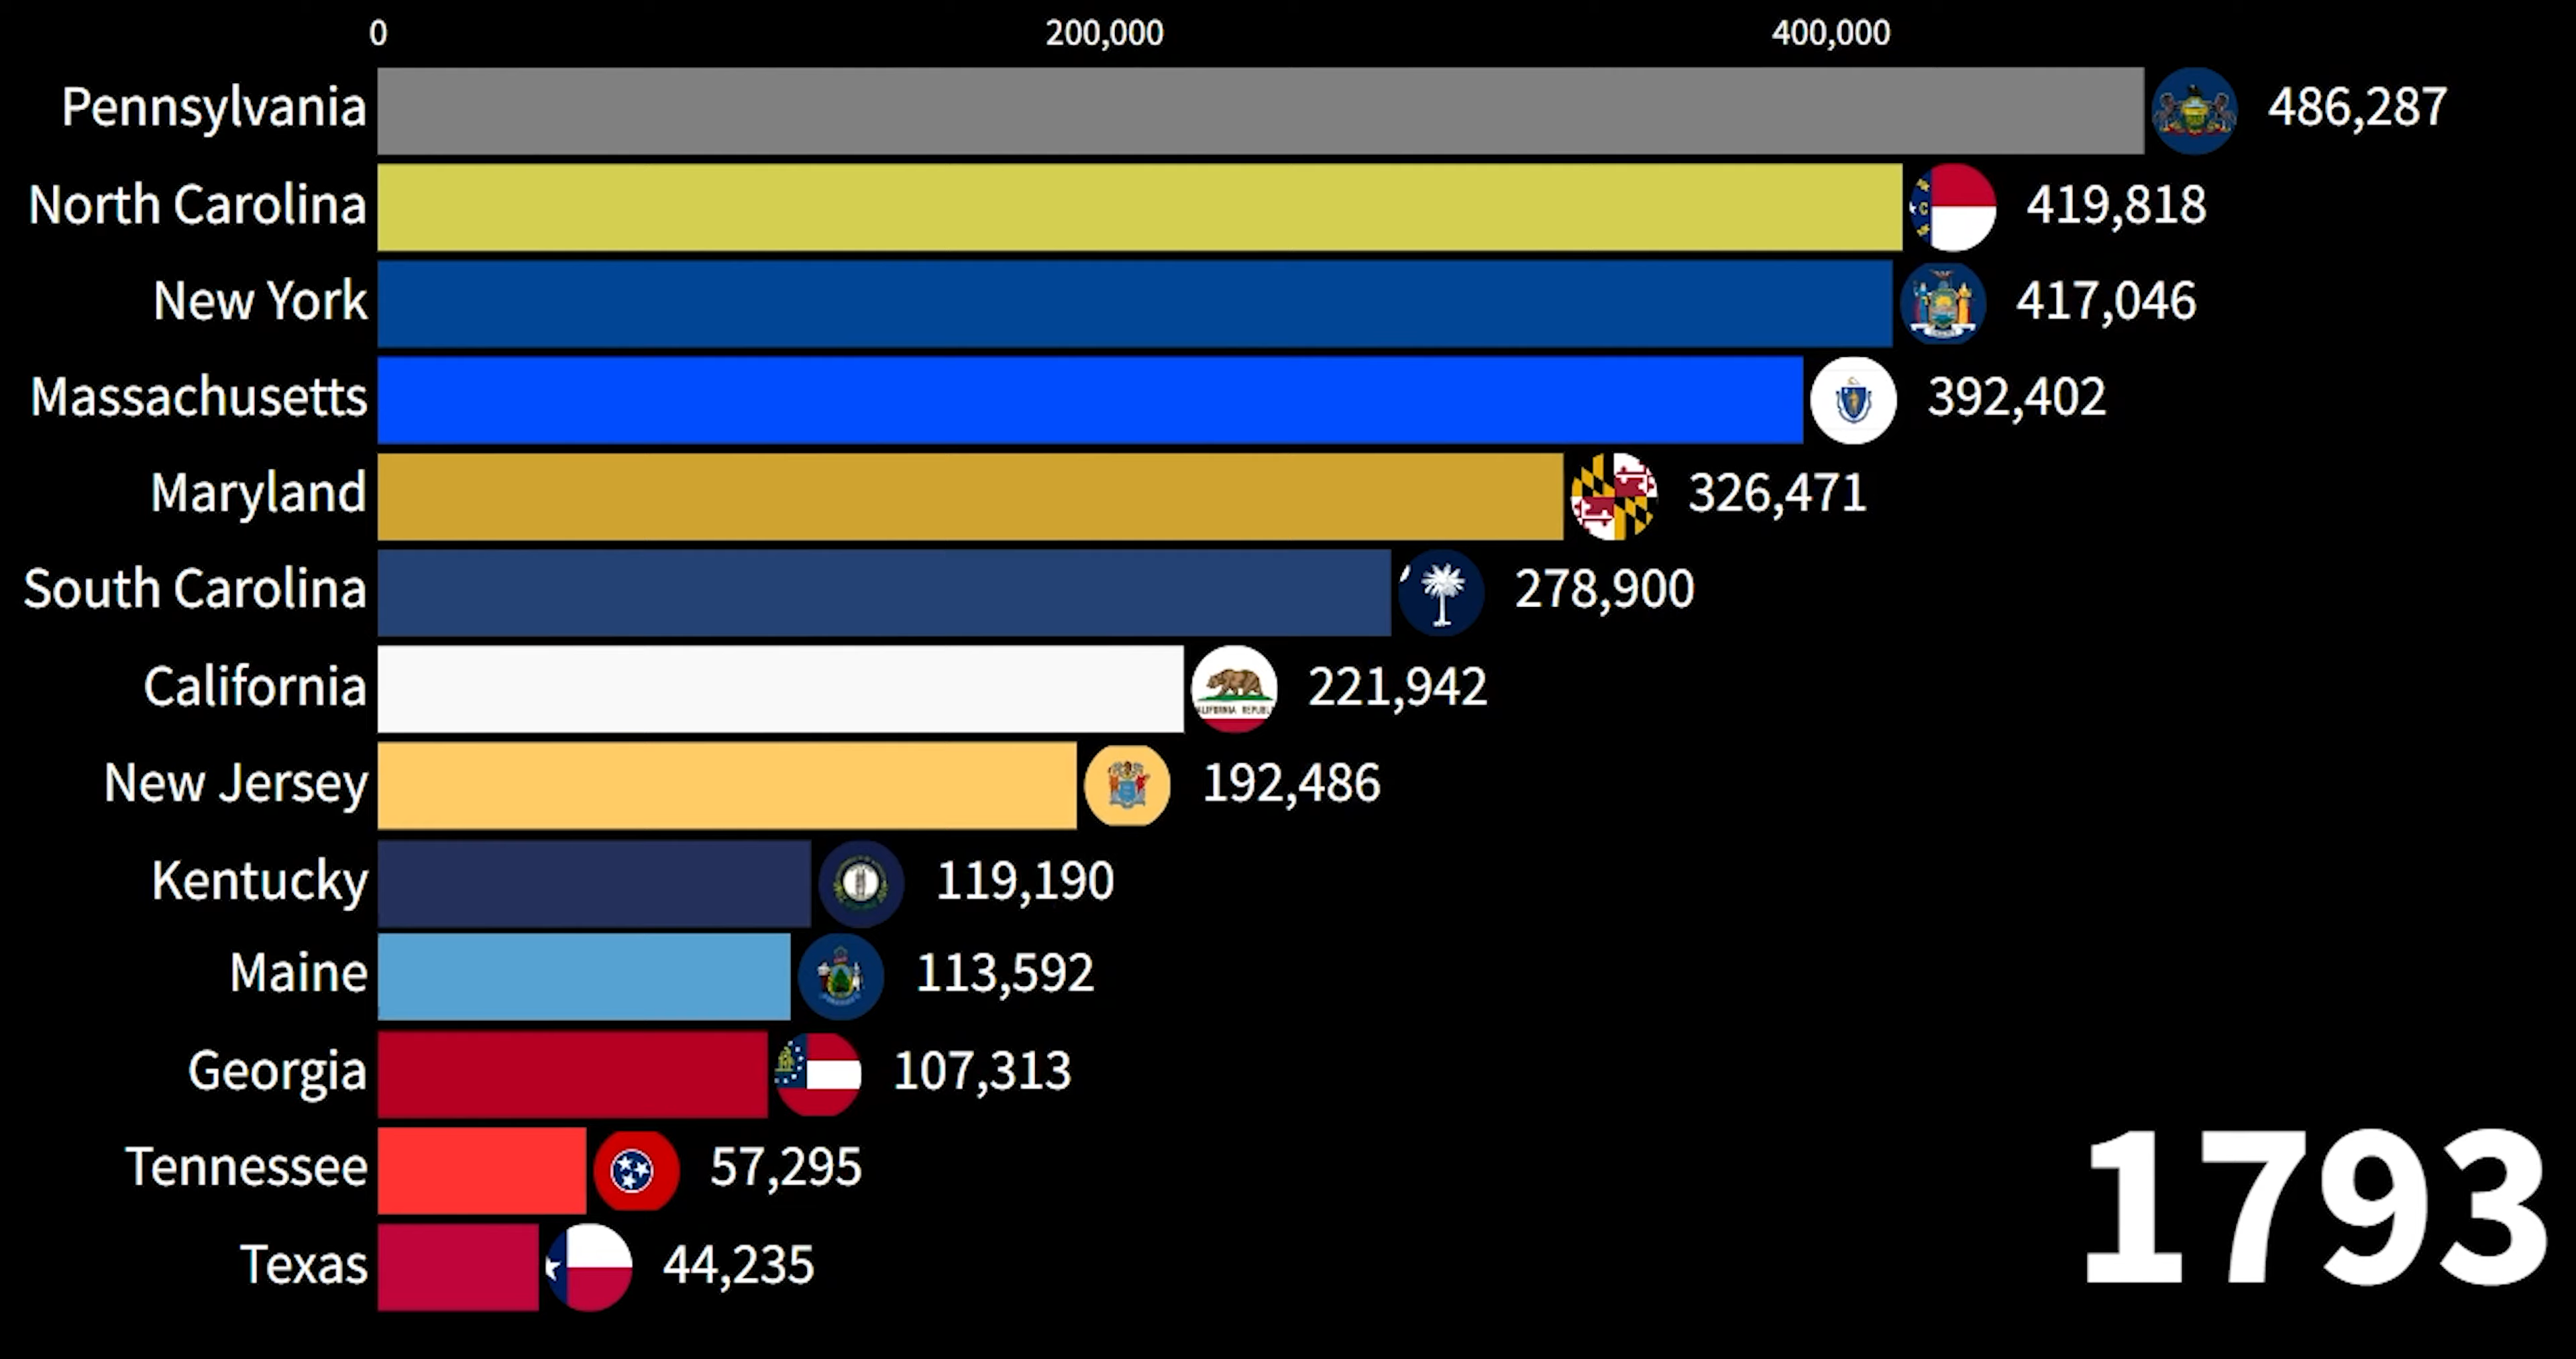 0 200,000 400,000
Pennsylvania 486,287
North Carolina 419,818
New York 417,046
Massachusetts 392,402
Maryland 326,471
South Carolina 278,900
California 221,942
New Jersey 192,486
Kentucky 119,190
Maine 113,592
Georgia 107,313
Tennessee 57,295
Texas 44,235
1793